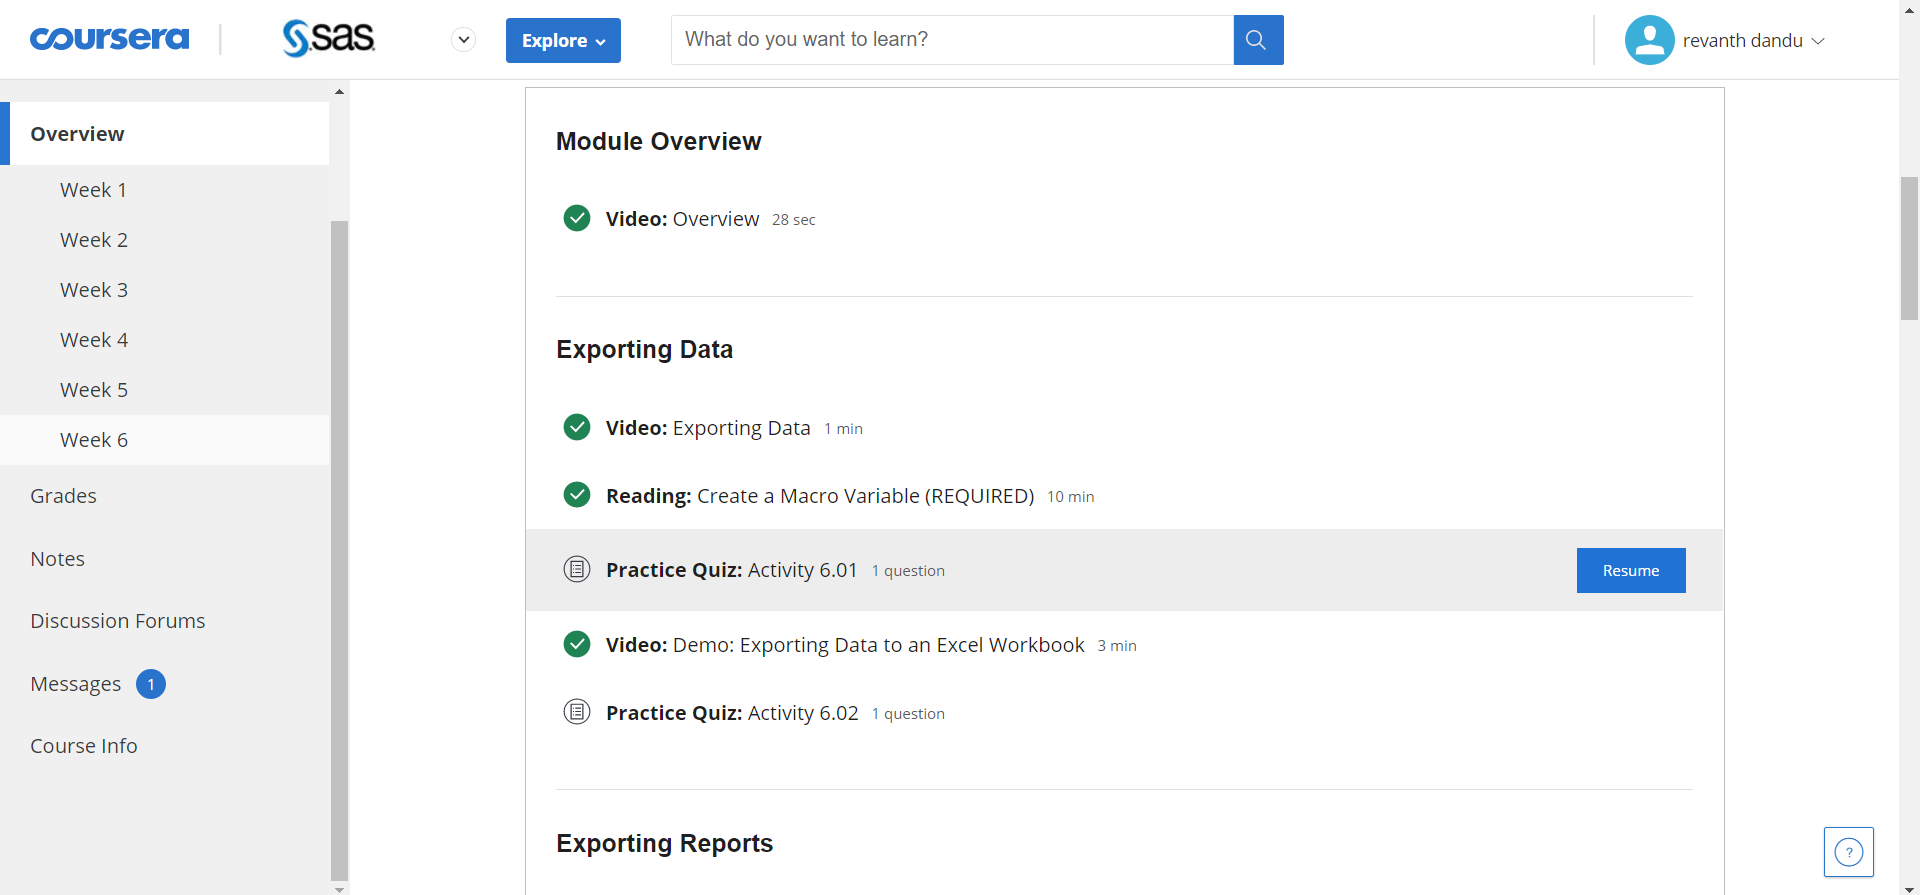 coursera
sas
Explore
What do you want to learn?
revanth dandu
Overview
Week 1
Week 2
Week 3
Week 4
Week 5
Week 6
Grades
Notes
Discussion Forums
Messages 1
Course Info
Module Overview
Video: Overview 28 sec
Exporting Data
Video: Exporting Data 1 min
Reading: Create a Macro Variable (REQUIRED) 10 min
Practice Quiz: Activity 6.01 1 question
Resume
Video: Demo: Exporting Data to an Excel Workbook 3 min
Practice Quiz: Activity 6.02 1 question
Exporting Reports
?